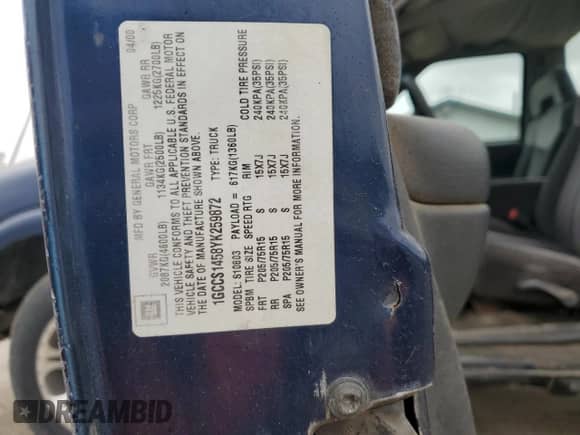 MFD BY GENERAL MOTORS CORP 04/00
GVWR GAWR FRT GAWR RR
2087KG(4600LB) 1134KG(2500LB) 1225KG(2700LB)
THIS VEHICLE CONFORMS TO ALL APPLICABLE U.S. FEDERAL MOTOR
VEHICLE SAFETY AND THEFT PREVENTION STANDARDS IN EFFECT ON
THE DATE OF MANUFACTURE SHOWN ABOVE.
1GCCS1458YK259872 TYPE: TRUCK
MODEL: S10603 PAYLOAD = 617KG(1360LB)
SPBM TIRE SIZE SPEED RTG RIM COLD TIRE PRESSURE
FRT P205/75R15 S 15X7J 240KPA(35PSI)
RR P205/75R15 S 15X7J 240KPA(35PSI)
SPA P205/75R15 S 15X7J 240KPA(35PSI)
SEE OWNER'S MANUAL FOR MORE INFORMATION.
GM
DREAMBID